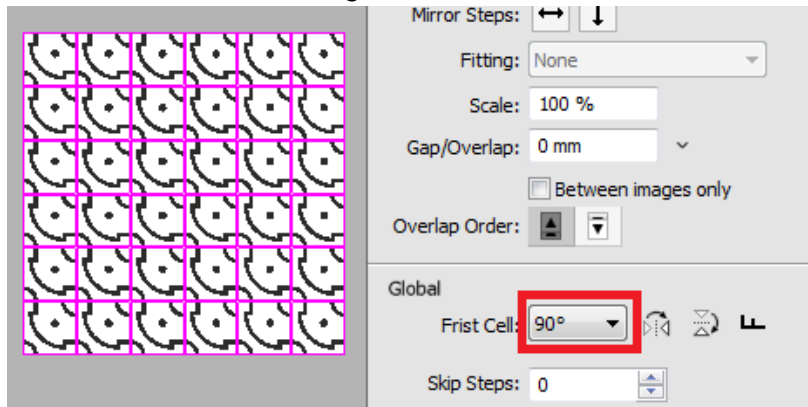 Mirror Steps:
Fitting: None
Scale: 100 %
Gap/Overlap: 0 mm
Between images only
Overlap Order:
Global
Frist Cell: 90°
Skip Steps: 0